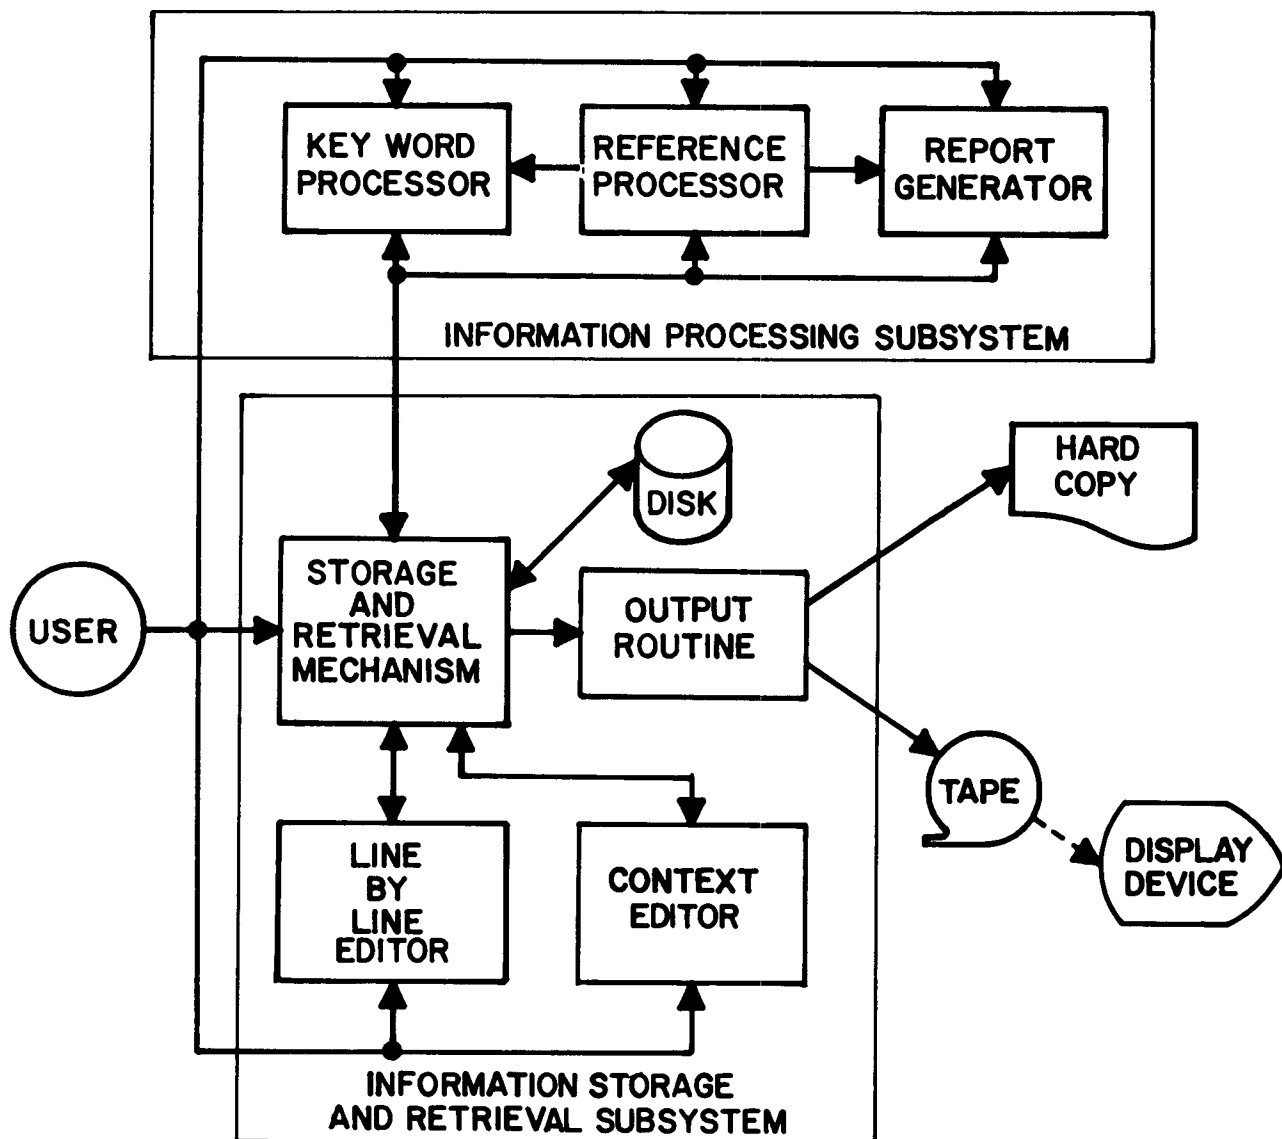 KEY WORD
PROCESSOR
REFERENCE
PROCESSOR
REPORT
GENERATOR
INFORMATION PROCESSING SUBSYSTEM
DISK
HARD
COPY
USER
STORAGE
AND
RETRIEVAL
MECHANISM
OUTPUT
ROUTINE
TAPE
DISPLAY
DEVICE
LINE
BY
LINE
EDITOR
CONTEXT
EDITOR
INFORMATION STORAGE
AND RETRIEVAL SUBSYSTEM